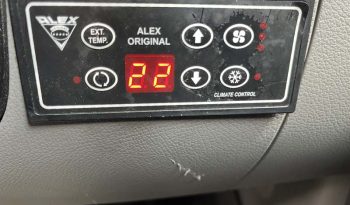 ALEX
EXT.
TEMP.
ALEX
ORIGINAL
22
CLIMATE CONTROL